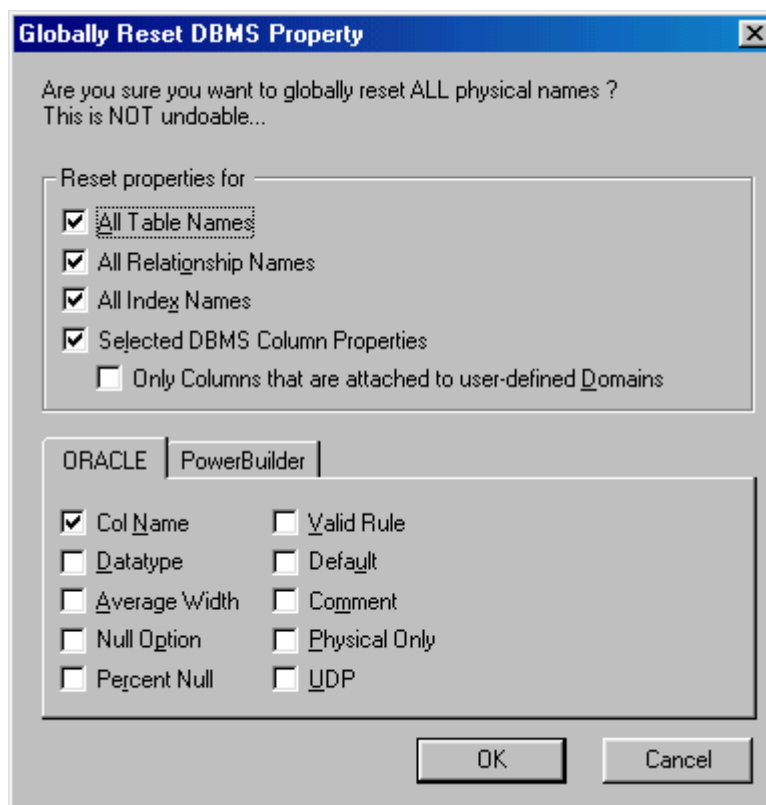 Globally Reset DBMS Property
Are you sure you want to globally reset ALL physical names ?
This is NOT undoable...
Reset properties for
All Table Names
All Relationship Names
All Index Names
Selected DBMS Column Properties
Only Columns that are attached to user-defined Domains
ORACLE PowerBuilder
Col Name Valid Rule
Datatype Default
Average Width Comment
Null Option Physical Only
Percent Null UDP
OK Cancel